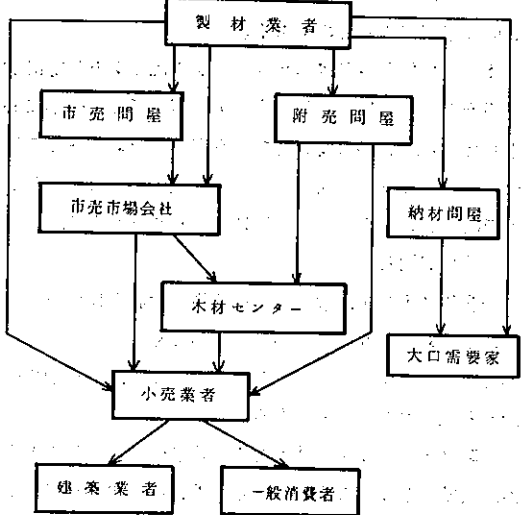 製材業者
市売問屋
附売問屋
市売市場会社
納材問屋
木材センター
大口需要家
小売業者
建築業者
一般消費者